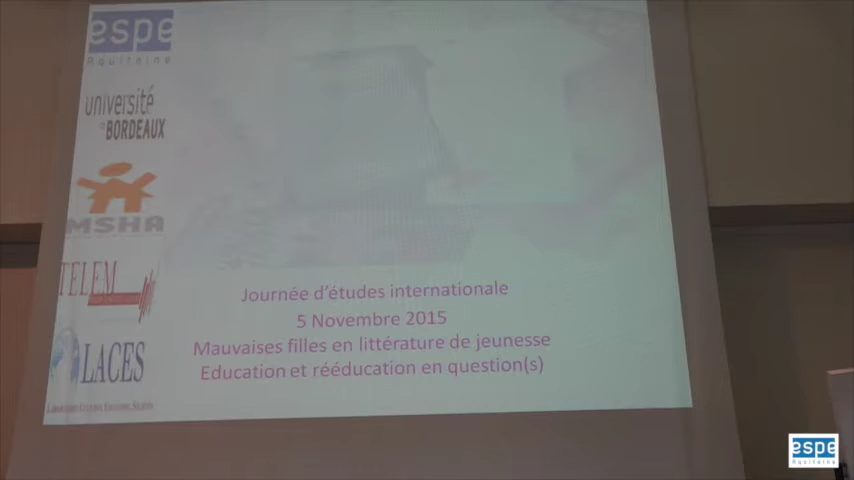 espe
Aquitaine
université
de BORDEAUX
MSHA
TELEM
LACES
Journée d'études internationale
5 Novembre 2015
Mauvaises filles en littérature de jeunesse
Education et rééducation en question(s)
espe
Aquitaine